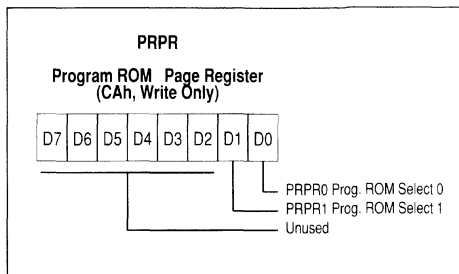 PRPR
Program ROM Page Register
(CAh, Write Only)
D7 D6 D5 D4 D3 D2 D1 D0
PRPR0 Prog. ROM Select 0
PRPR1 Prog. ROM Select 1
Unused